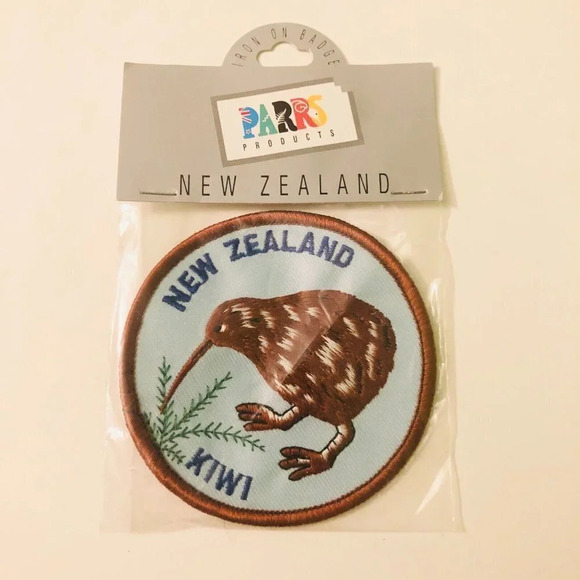 IRON ON BADGE
PARRS
PRODUCTS
NEW ZEALAND
NEW ZEALAND
KIWI